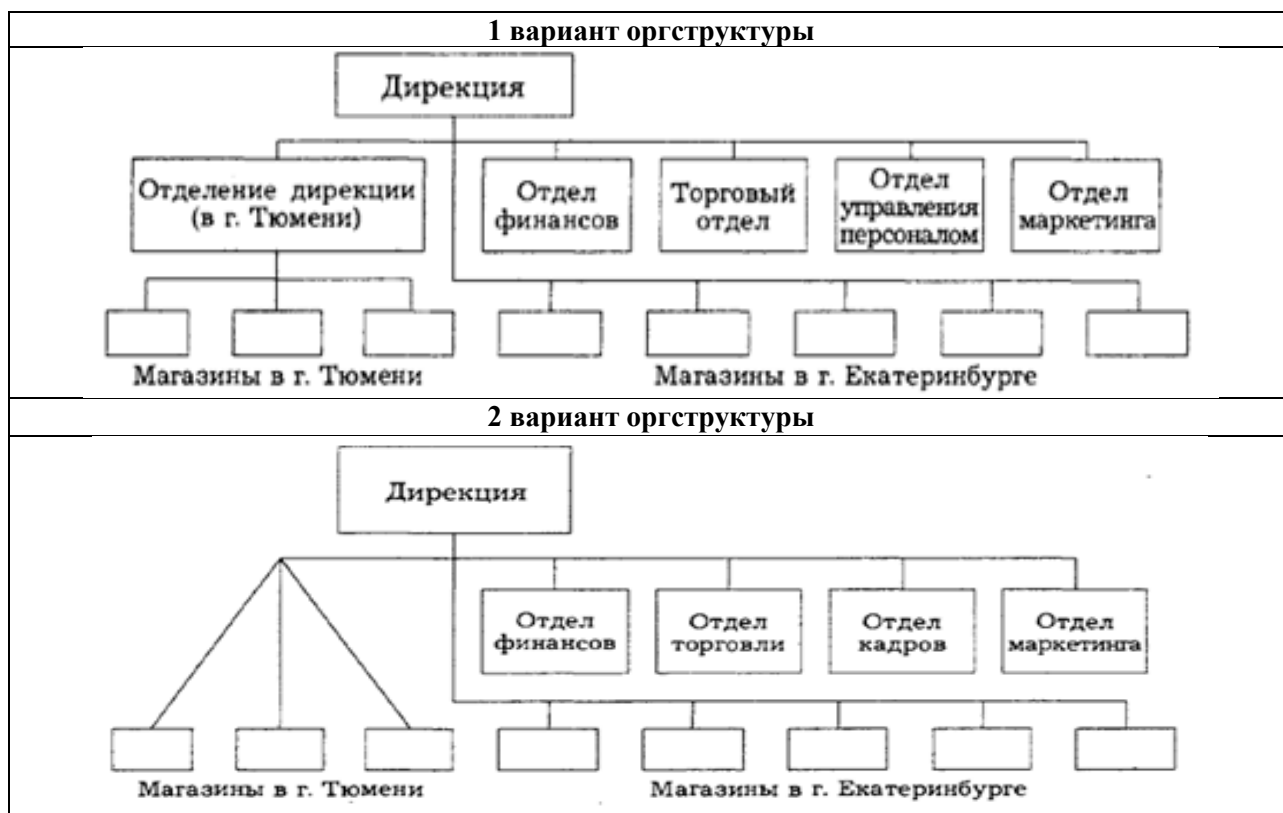 1 вариант оргструктуры
Дирекция
Отделение дирекции
(в г. Тюмени)
Отдел
финансов
Торговый
отдел
Отдел
управления
персоналом
Отдел
маркетинга
Магазины в г. Тюмени
Магазины в г. Екатеринбурге
2 вариант оргструктуры
Дирекция
Отдел
финансов
Отдел
торговли
Отдел
кадров
Отдел
маркетинга
Магазины в г. Тюмени
Магазины в г. Екатеринбурге